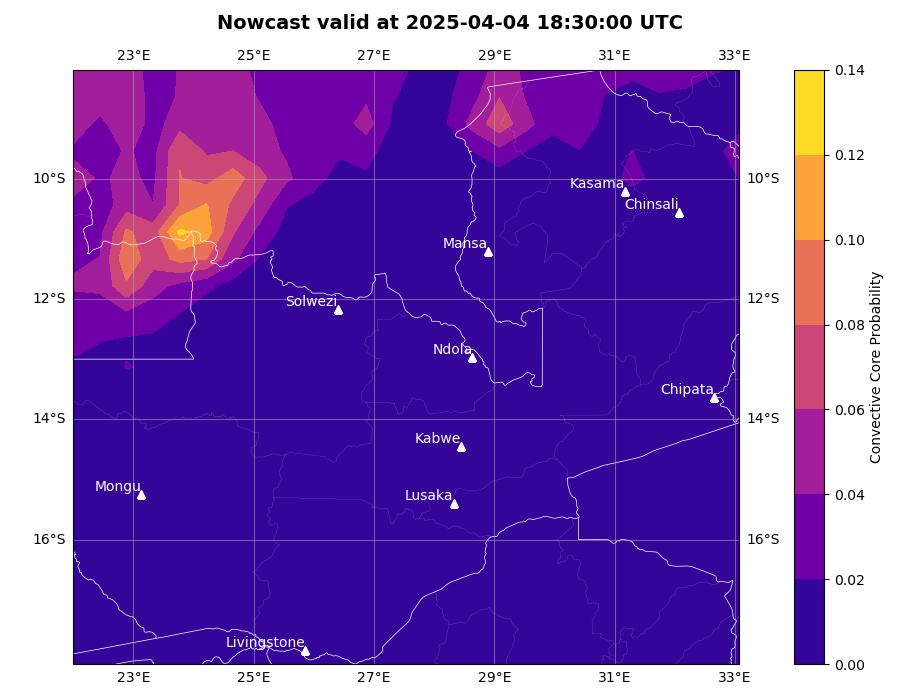 Nowcast valid at 2025-04-04 18:30:00 UTC
23°E 25°E 27°E 29°E 31°E 33°E
0.14
0.12
10°S Kasama 10°S
Chinsali
Mansa
0.10
12°S Solwezi 12°S
0.08
Ndola
Chipata
0.06
14°S 14°S
Kabwe
Mongu
Lusaka
0.04
16°S 16°S
0.02
Livingstone
0.00
23°E 25°E 27°E 29°E 31°E 33°E
Convective Core Probability